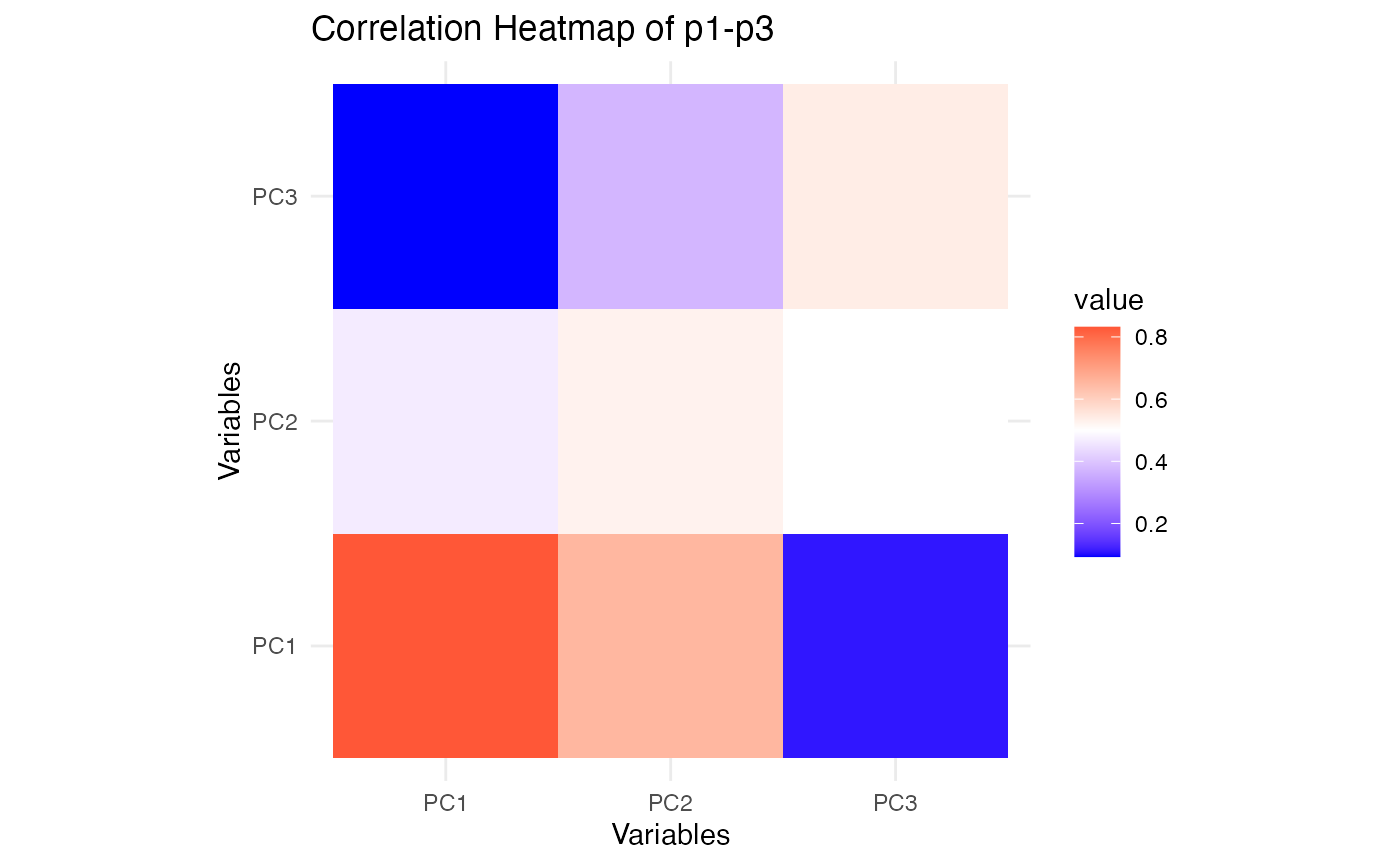 Correlation Heatmap of p1-p3
PC3
PC2
PC1
Variables
PC1 PC2 PC3
Variables
value
0.8
0.6
0.4
0.2